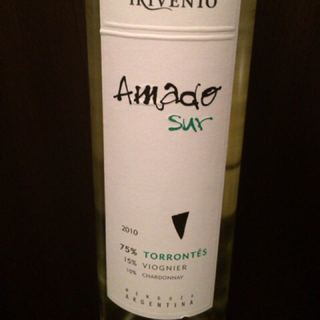 TRIVENTO
Amado
Sur
2010
75% TORRONTÉS
15% VIOGNIER
10% CHARDONNAY
MENDOZA
ARGENTINA